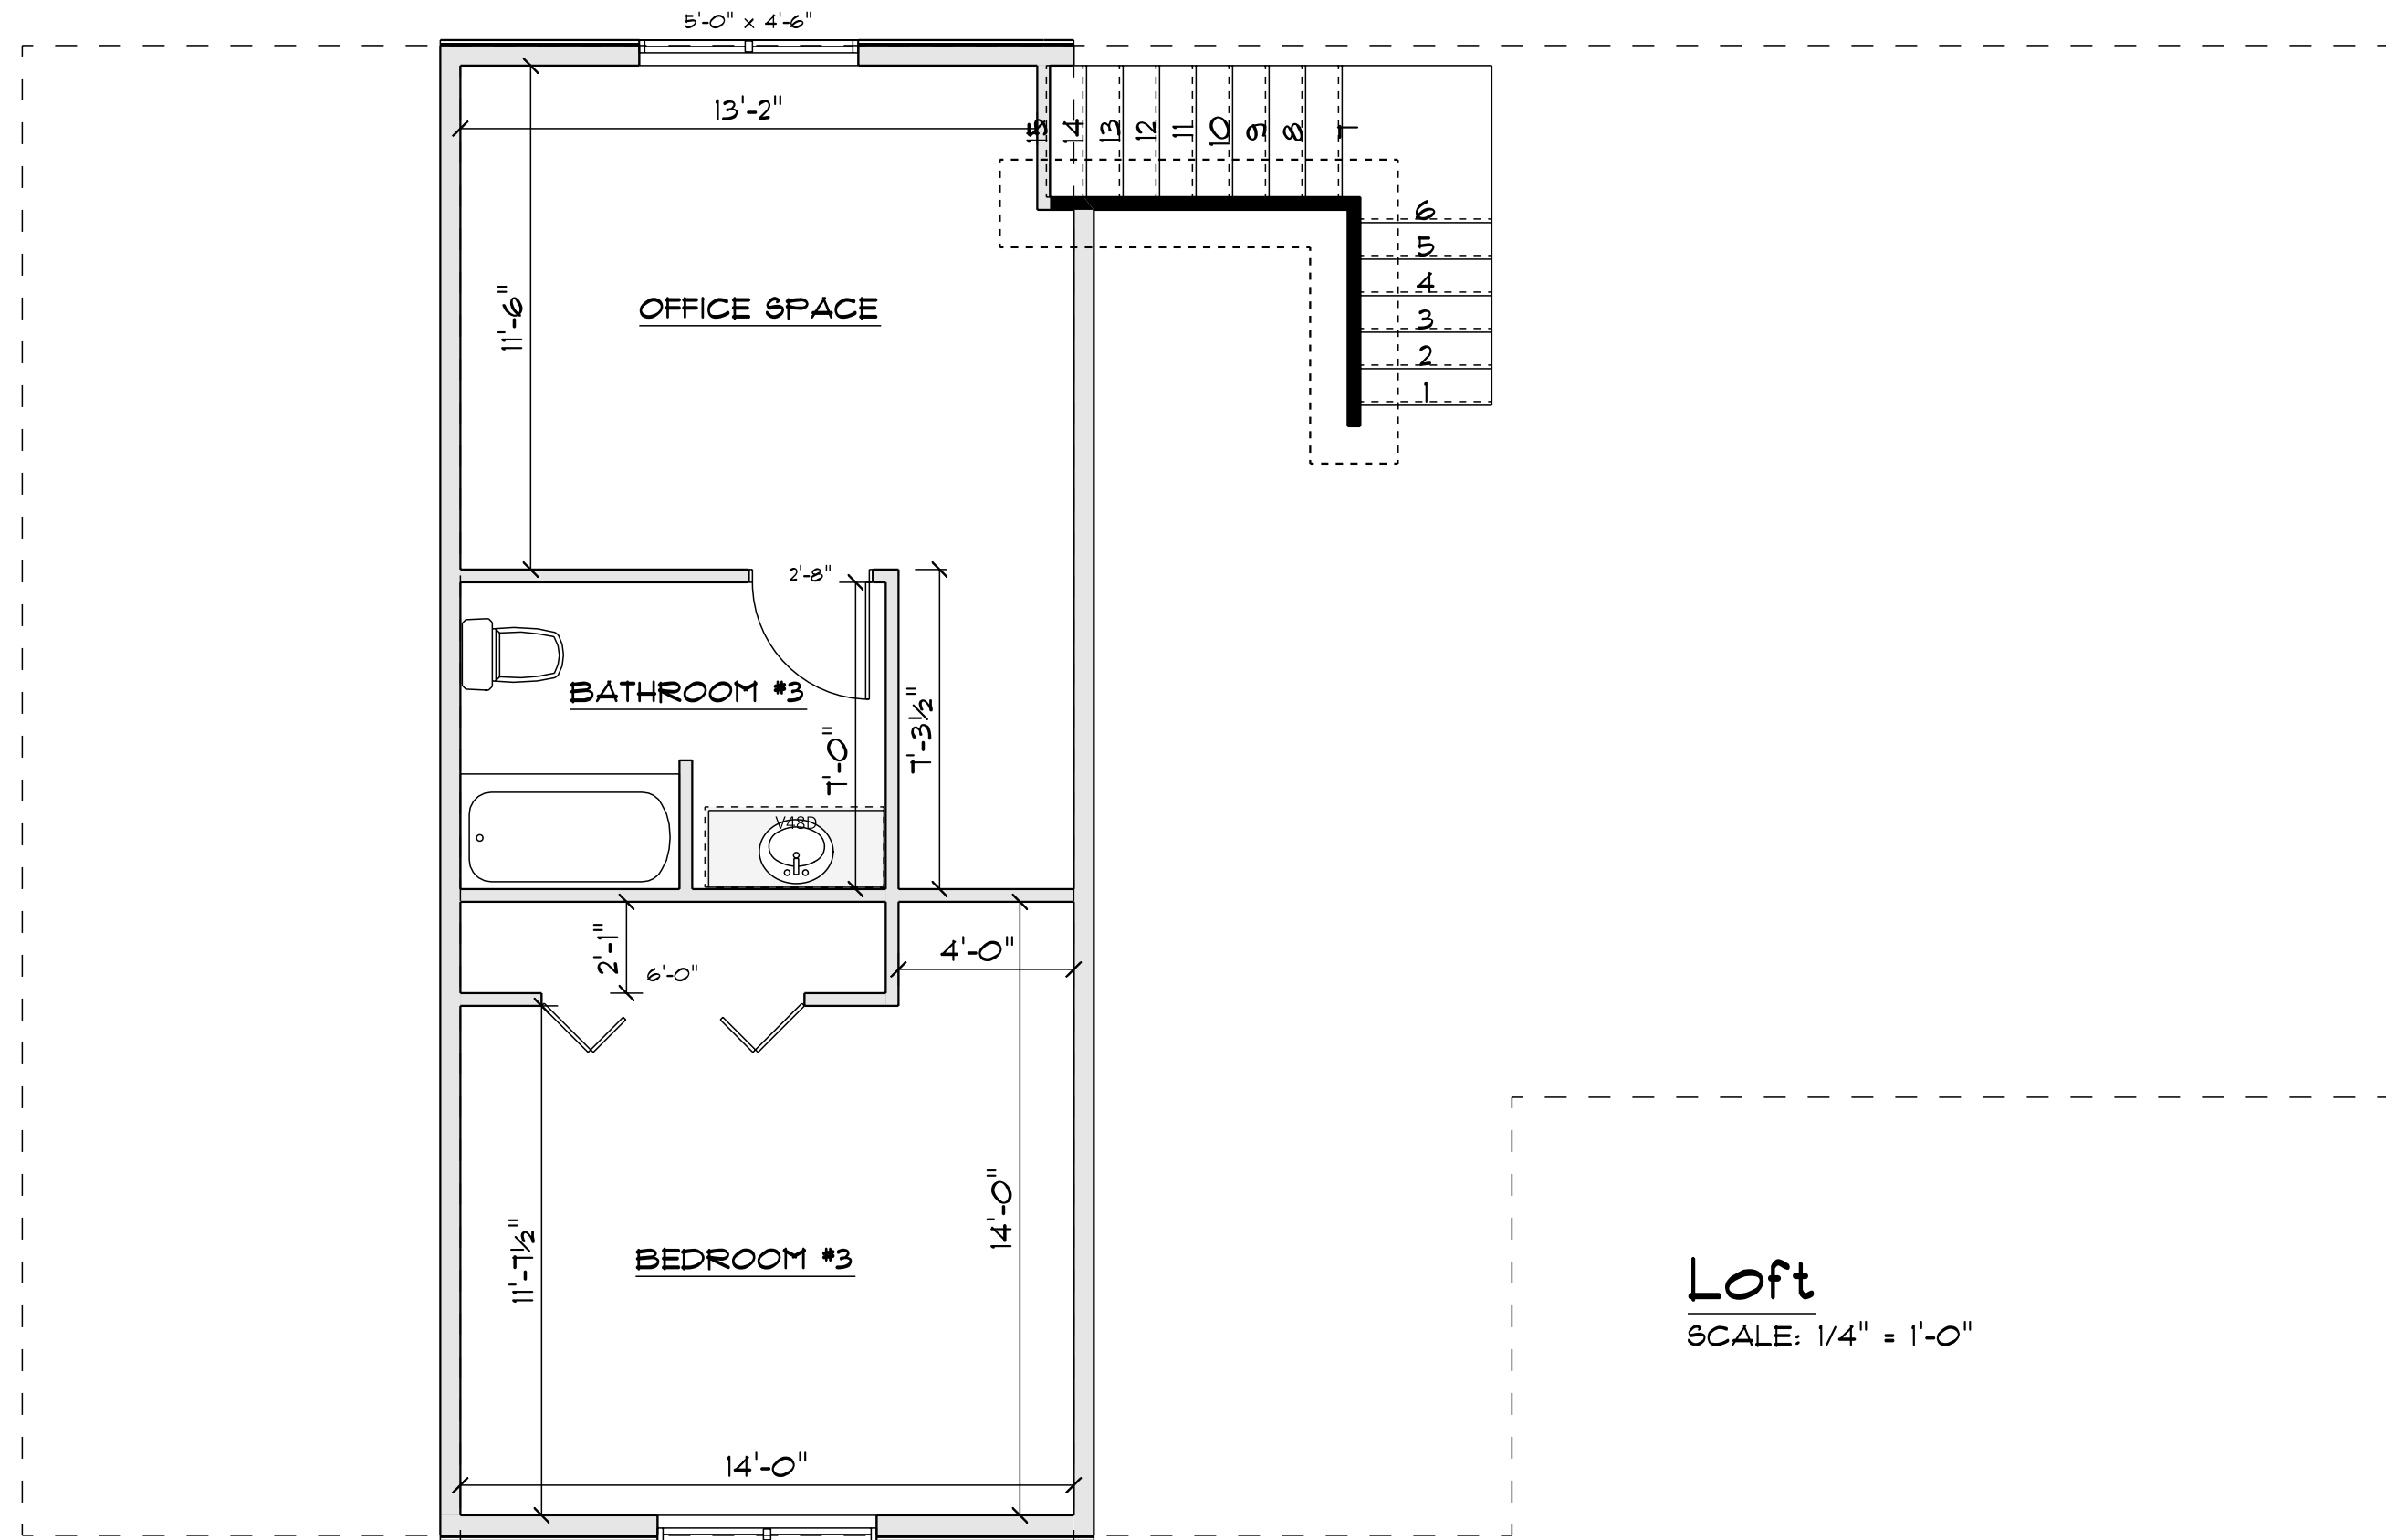 5'-0" x 4'-6"
13'-2"
15 14 13 12 11 10 9 8 7
6
5
4
3
2
1
11'-6"
OFFICE SPACE
2'-8"
BATHROOM #3
7'-0"
7'-3½"
V48D
2'-1"
6'-0"
4'-0"
11'-7½"
14'-0"
BEDROOM #3
14'-0"
Loft
SCALE: 1/4" = 1'-0"